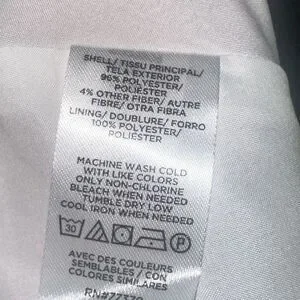 SHELL/ TISSU PRINCIPAL/
TELA EXTERIOR
96% POLYESTER/
POLIÉSTER
4% OTHER FIBER/ AUTRE
FIBRE/ OTRA FIBRA
LINING/ DOUBLURE/ FORRO
100% POLYESTER/
POLIÉSTER
MACHINE WASH COLD
WITH LIKE COLORS
ONLY NON-CHLORINE
BLEACH WHEN NEEDED
TUMBLE DRY LOW
COOL IRON WHEN NEEDED
30 P
AVEC DES COULEURS
SEMBLABLES / CON
COLORES SIMILARES